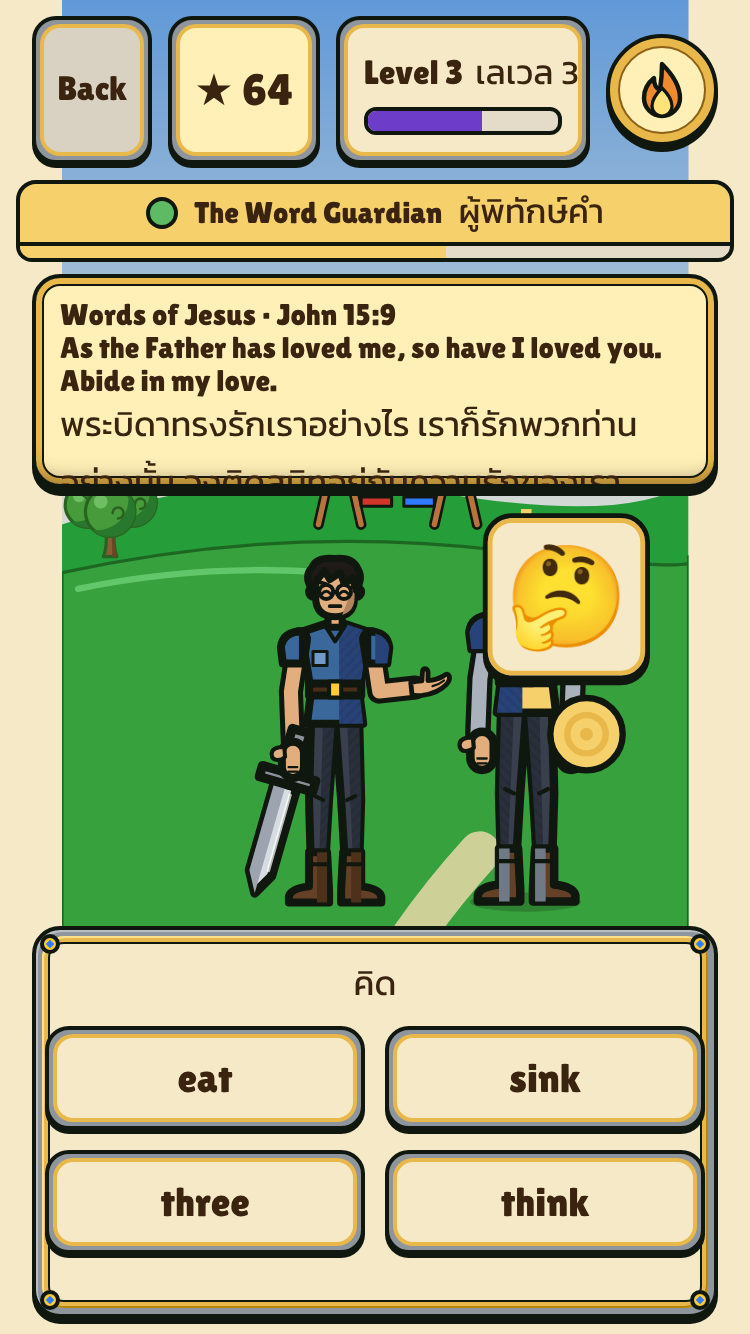 Back
★ 64
Level 3 เลเวล 3
The Word Guardian ผู้พิทักษ์คำ
Words of Jesus · John 15:9
As the Father has loved me, so have I loved you.
Abide in my love.
พระบิดาทรงรักเราอย่างไร เราก็รักพวกท่าน
คิด
eat
sink
three
think